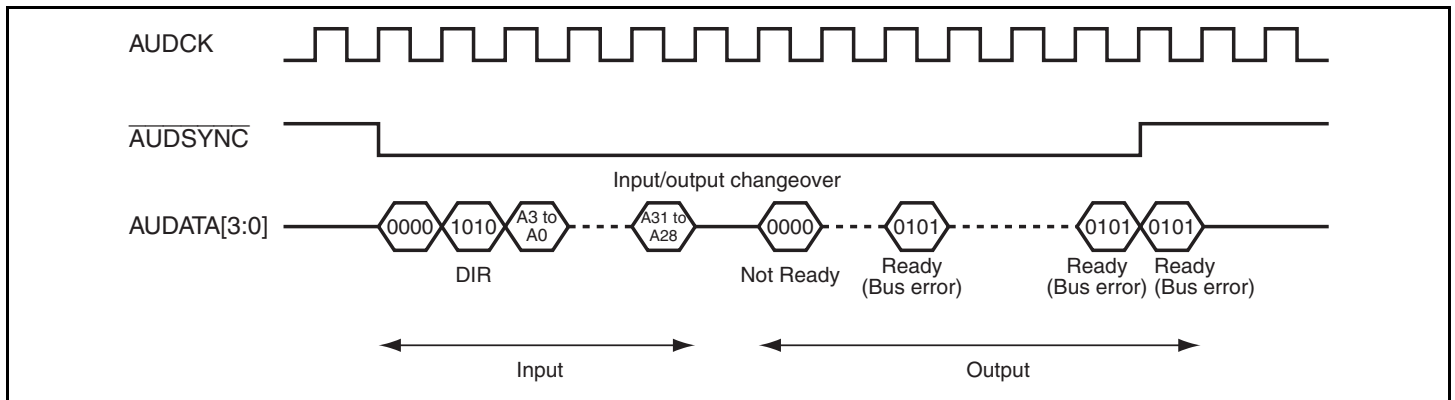 AUDCK
AUDSYNC
Input/output changeover
AUDATA[3:0]
0000 1010 A3 to A0 A31 to A28 0000 0101 0101 0101
DIR
Not Ready
Ready
(Bus error)
Ready
(Bus error)
Ready
(Bus error)
Input
Output